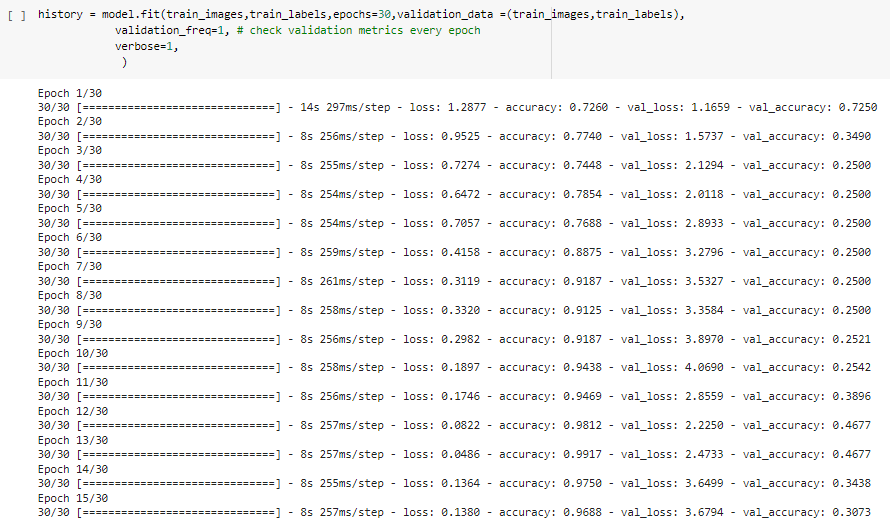 [ ] history = model.fit(train_images,train_labels,epochs=30,validation_data =(train_images,train_labels),
validation_freq=1, # check validation metrics every epoch
verbose=1,
)
Epoch 1/30
30/30 [==============================] - 14s 297ms/step - loss: 1.2877 - accuracy: 0.7260 - val_loss: 1.1659 - val_accuracy: 0.7250
Epoch 2/30
30/30 [==============================] - 8s 256ms/step - loss: 0.9525 - accuracy: 0.7740 - val_loss: 1.5737 - val_accuracy: 0.3490
Epoch 3/30
30/30 [==============================] - 8s 255ms/step - loss: 0.7274 - accuracy: 0.7448 - val_loss: 2.1294 - val_accuracy: 0.2500
Epoch 4/30
30/30 [==============================] - 8s 254ms/step - loss: 0.6472 - accuracy: 0.7854 - val_loss: 2.0118 - val_accuracy: 0.2500
Epoch 5/30
30/30 [==============================] - 8s 254ms/step - loss: 0.7057 - accuracy: 0.7688 - val_loss: 2.8933 - val_accuracy: 0.2500
Epoch 6/30
30/30 [==============================] - 8s 259ms/step - loss: 0.4158 - accuracy: 0.8875 - val_loss: 3.2796 - val_accuracy: 0.2500
Epoch 7/30
30/30 [==============================] - 8s 261ms/step - loss: 0.3119 - accuracy: 0.9187 - val_loss: 3.5327 - val_accuracy: 0.2500
Epoch 8/30
30/30 [==============================] - 8s 258ms/step - loss: 0.3320 - accuracy: 0.9125 - val_loss: 3.3584 - val_accuracy: 0.2500
Epoch 9/30
30/30 [==============================] - 8s 256ms/step - loss: 0.2982 - accuracy: 0.9187 - val_loss: 3.8970 - val_accuracy: 0.2521
Epoch 10/30
30/30 [==============================] - 8s 258ms/step - loss: 0.1897 - accuracy: 0.9438 - val_loss: 4.0690 - val_accuracy: 0.2542
Epoch 11/30
30/30 [==============================] - 8s 256ms/step - loss: 0.1746 - accuracy: 0.9469 - val_loss: 2.8559 - val_accuracy: 0.3896
Epoch 12/30
30/30 [==============================] - 8s 257ms/step - loss: 0.0822 - accuracy: 0.9812 - val_loss: 2.2250 - val_accuracy: 0.4677
Epoch 13/30
30/30 [==============================] - 8s 257ms/step - loss: 0.0486 - accuracy: 0.9917 - val_loss: 2.4733 - val_accuracy: 0.4677
Epoch 14/30
30/30 [==============================] - 8s 255ms/step - loss: 0.1364 - accuracy: 0.9750 - val_loss: 3.6499 - val_accuracy: 0.3438
Epoch 15/30
30/30 [==============================] - 8s 257ms/step - loss: 0.1380 - accuracy: 0.9688 - val_loss: 3.6794 - val_accuracy: 0.3073